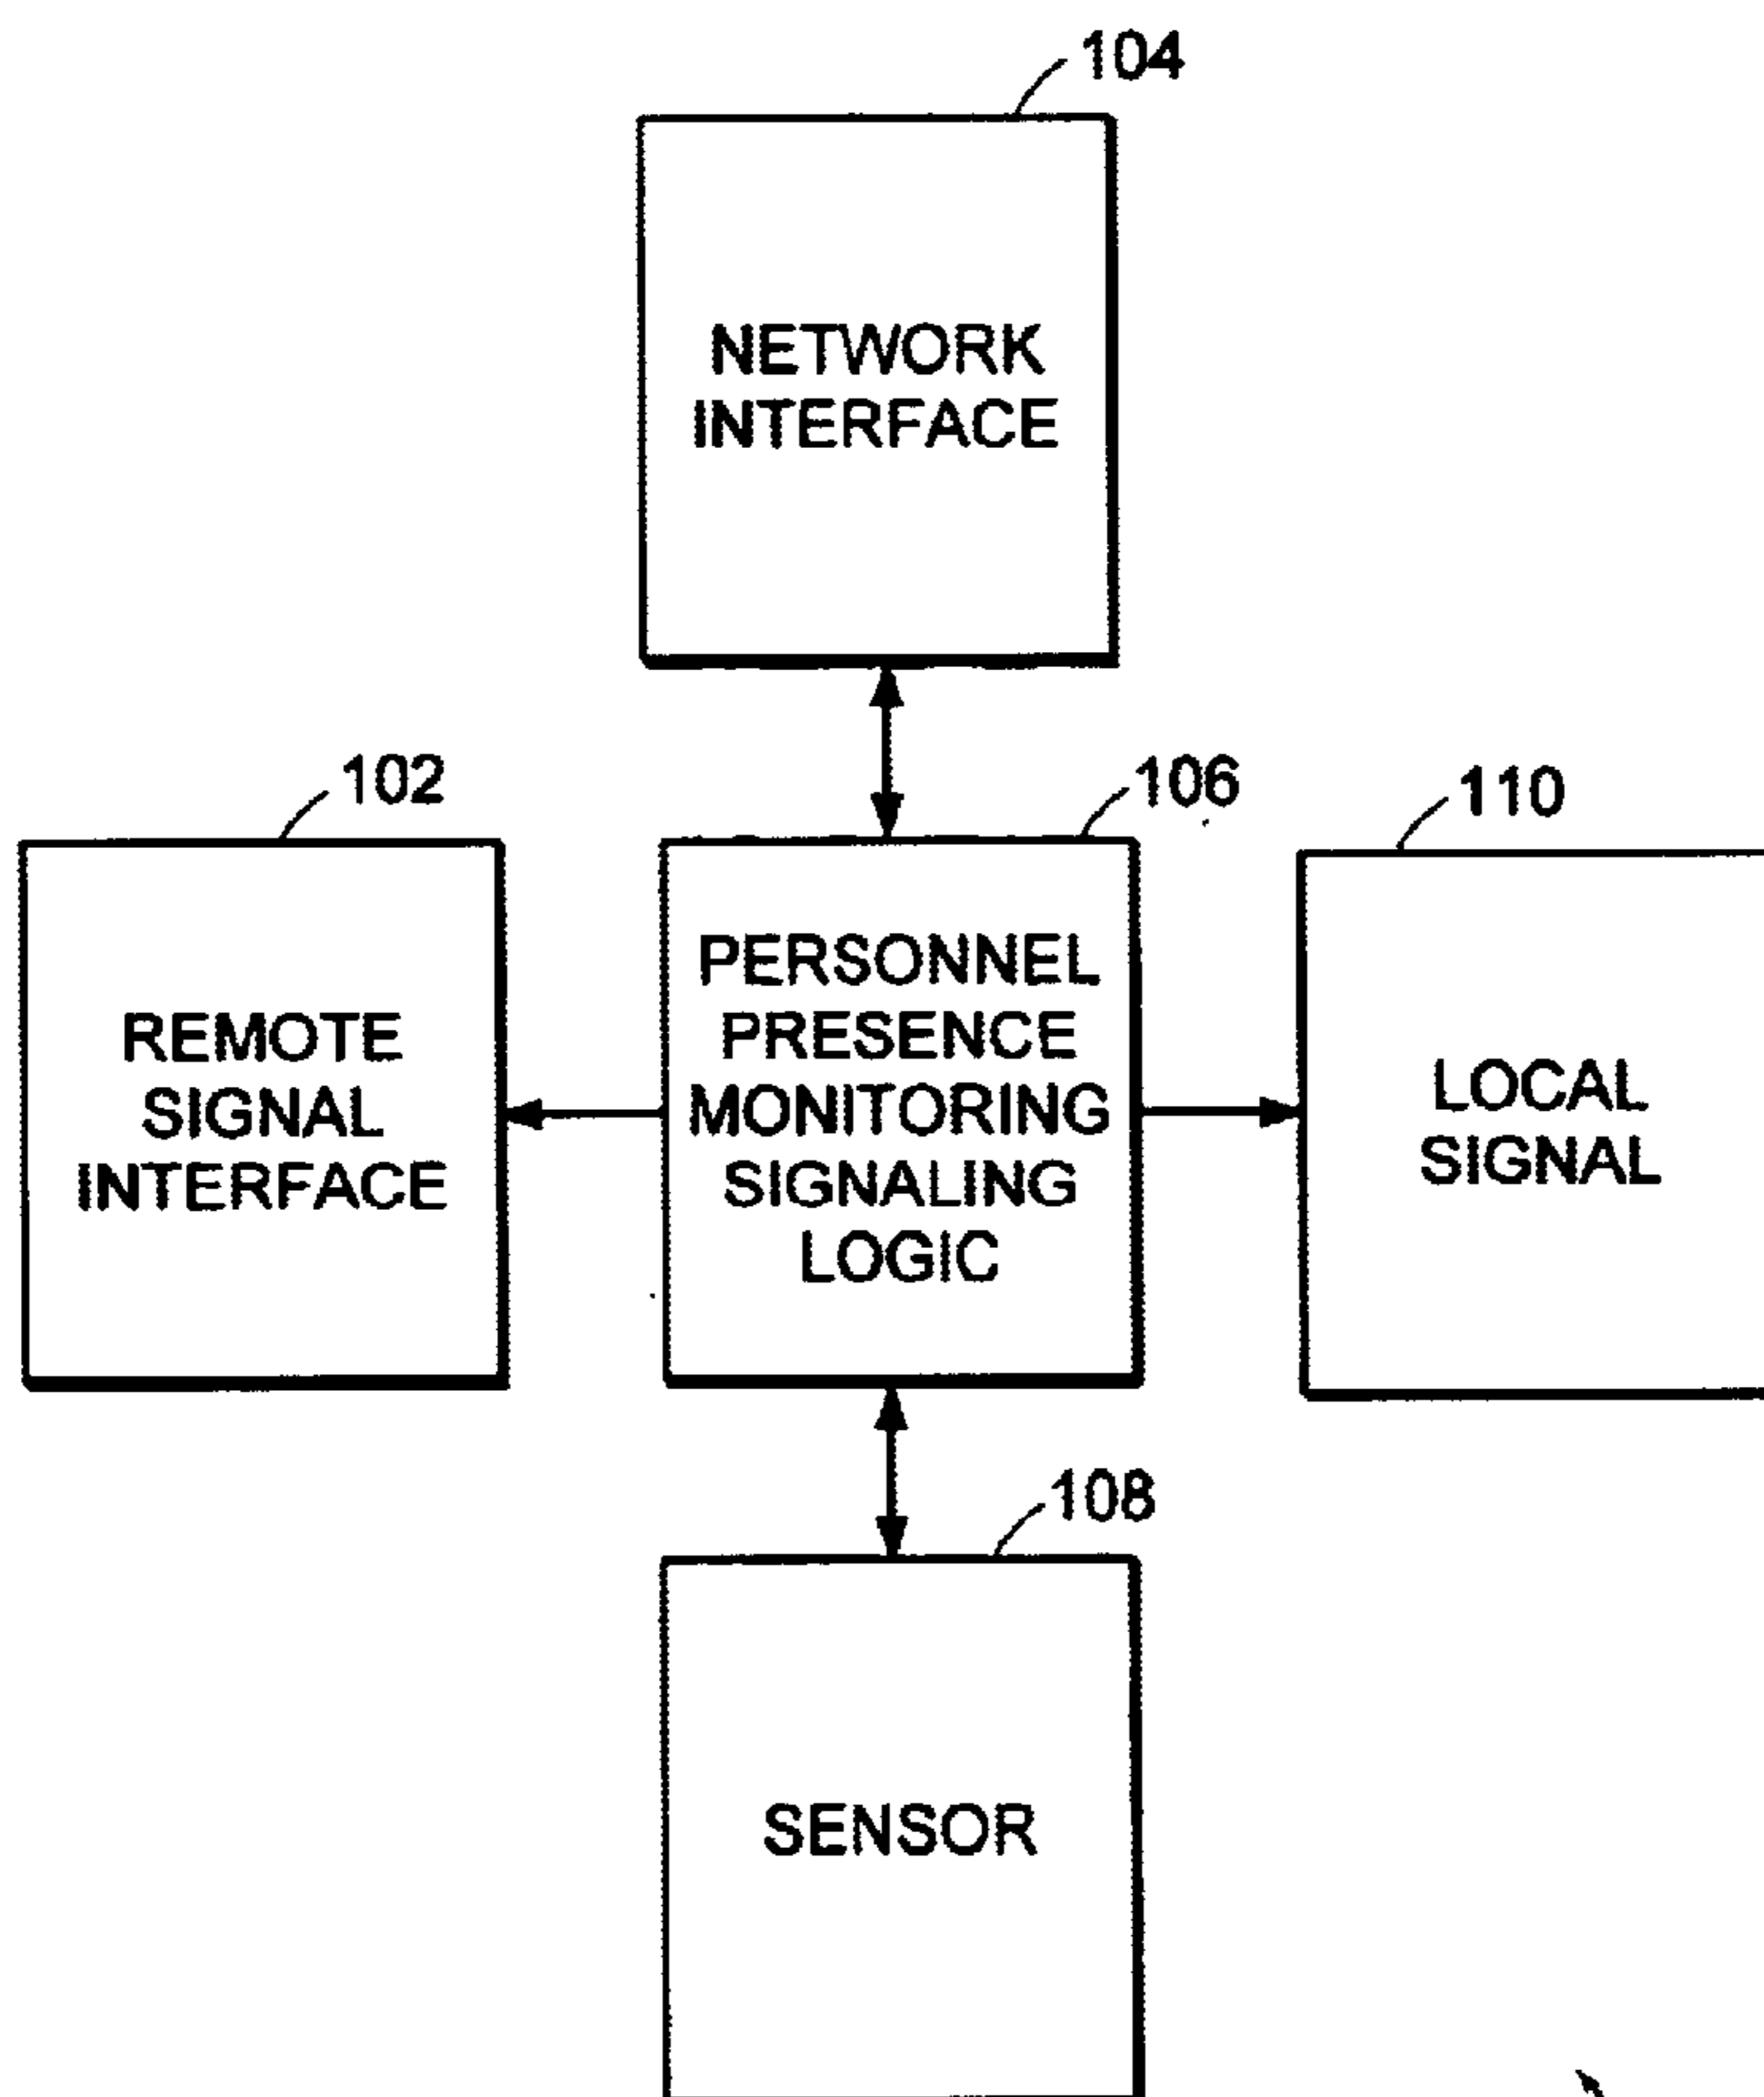 104
NETWORK
INTERFACE
102
106
110
REMOTE
SIGNAL
INTERFACE
PERSONNEL
PRESENCE
MONITORING
SIGNALING
LOGIC
LOCAL
SIGNAL
108
SENSOR